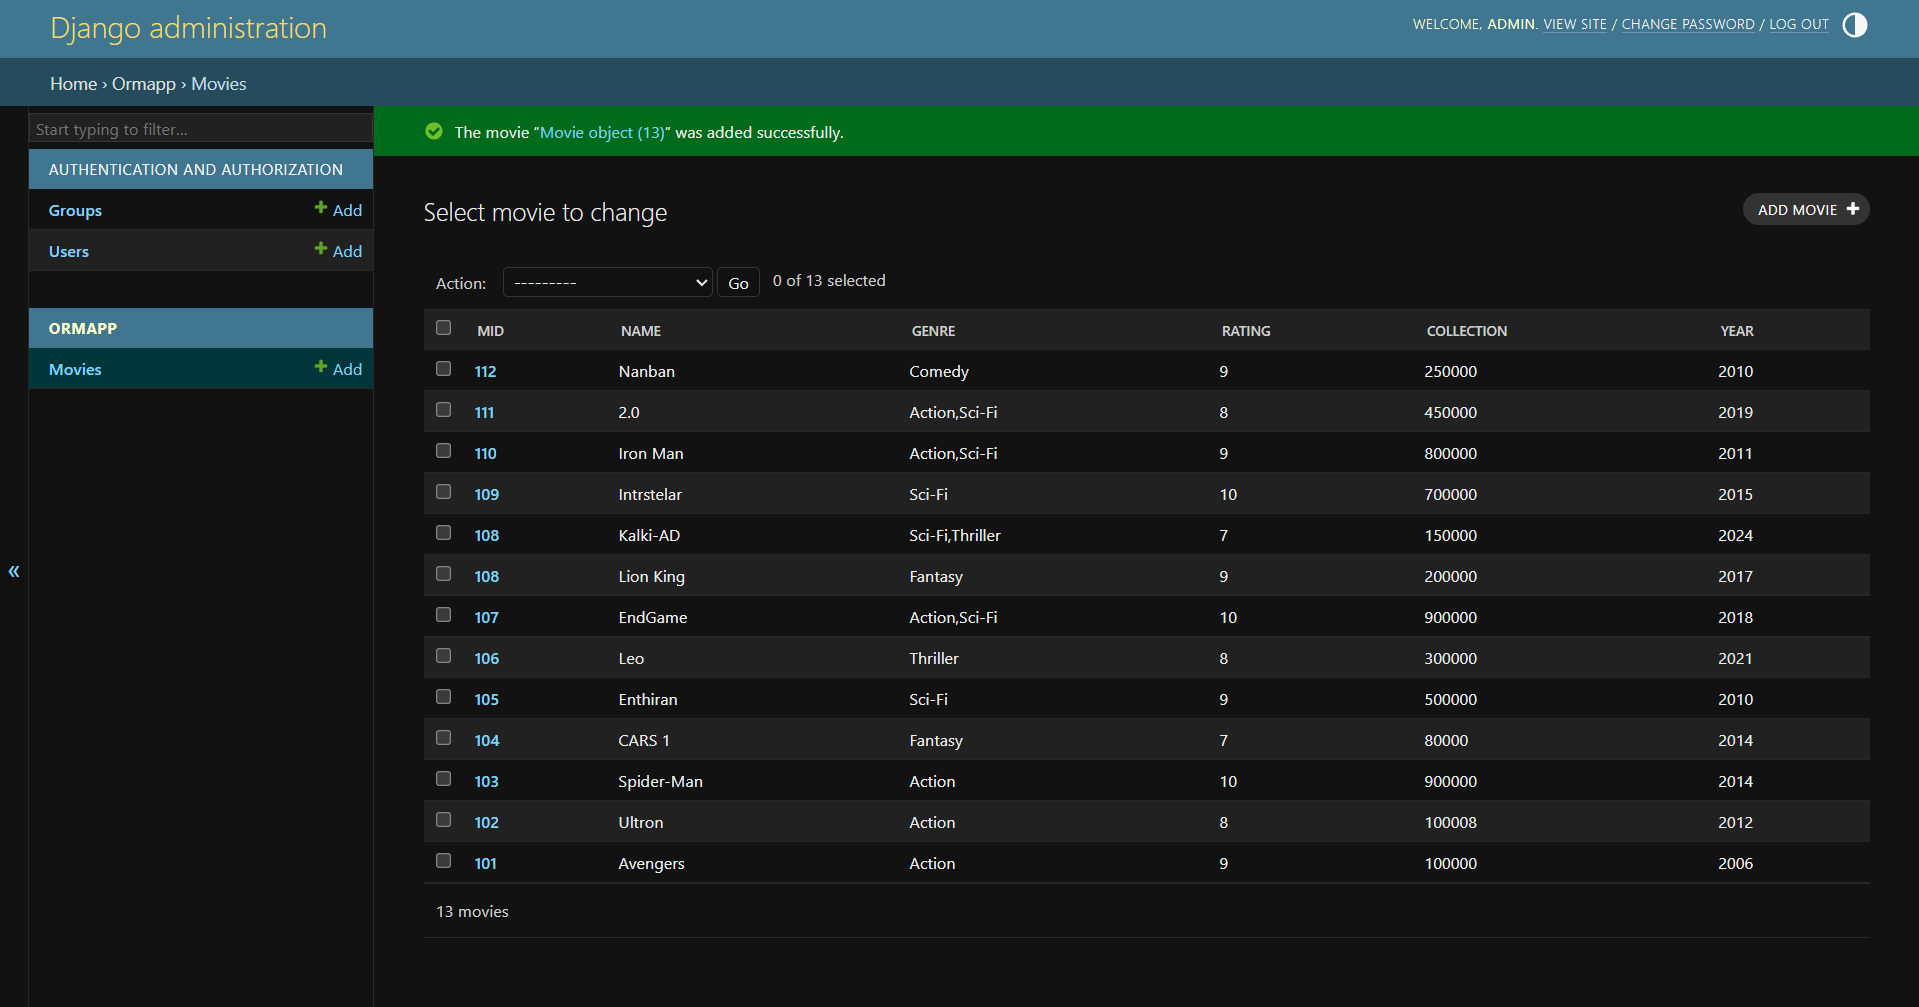 Django administration
WELCOME, ADMIN. VIEW SITE / CHANGE PASSWORD / LOG OUT
Home › Ormapp › Movies
Start typing to filter...
AUTHENTICATION AND AUTHORIZATION
Groups + Add
Users + Add
ORMAPP
Movies + Add
«
The movie “Movie object (13)” was added successfully.
Select movie to change
ADD MOVIE +
Action: --------- Go 0 of 13 selected
MID NAME GENRE RATING COLLECTION YEAR
112 Nanban Comedy 9 250000 2010
111 2.0 Action,Sci-Fi 8 450000 2019
110 Iron Man Action,Sci-Fi 9 800000 2011
109 Intrstelar Sci-Fi 10 700000 2015
108 Kalki-AD Sci-Fi,Thriller 7 150000 2024
108 Lion King Fantasy 9 200000 2017
107 EndGame Action,Sci-Fi 10 900000 2018
106 Leo Thriller 8 300000 2021
105 Enthiran Sci-Fi 9 500000 2010
104 CARS 1 Fantasy 7 80000 2014
103 Spider-Man Action 10 900000 2014
102 Ultron Action 8 100008 2012
101 Avengers Action 9 100000 2006
13 movies